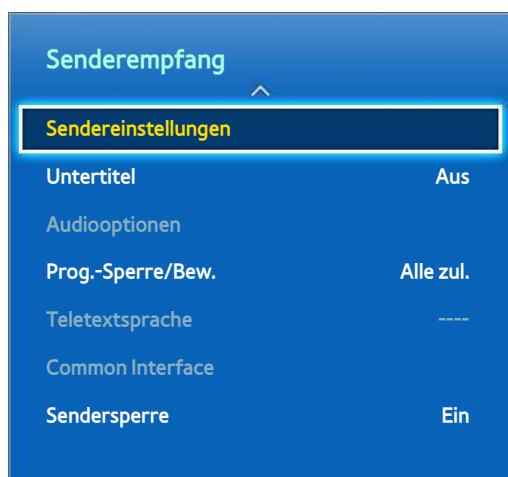 Senderempfang
Sendereinstellungen
Untertitel Aus
Audiooptionen
Prog.-Sperre/Bew. Alle zul.
Teletextsprache ----
Common Interface
Sendersperre Ein